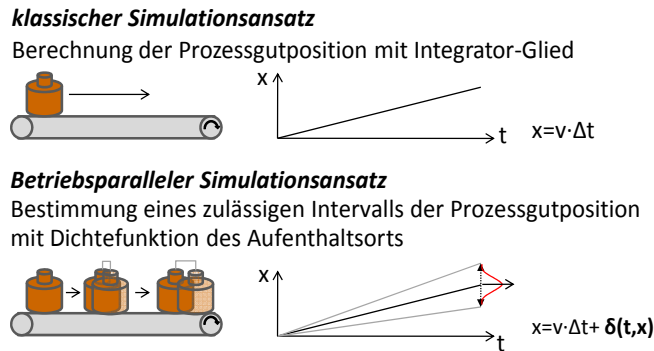 klassischer Simulationsansatz
Berechnung der Prozessgutposition mit Integrator-Glied
x
t
x=v·Δt
Betriebsparalleler Simulationsansatz
Bestimmung eines zulässigen Intervalls der Prozessgutposition
mit Dichtefunktion des Aufenthaltsorts
x
t
x=v·Δt+ δ(t,x)